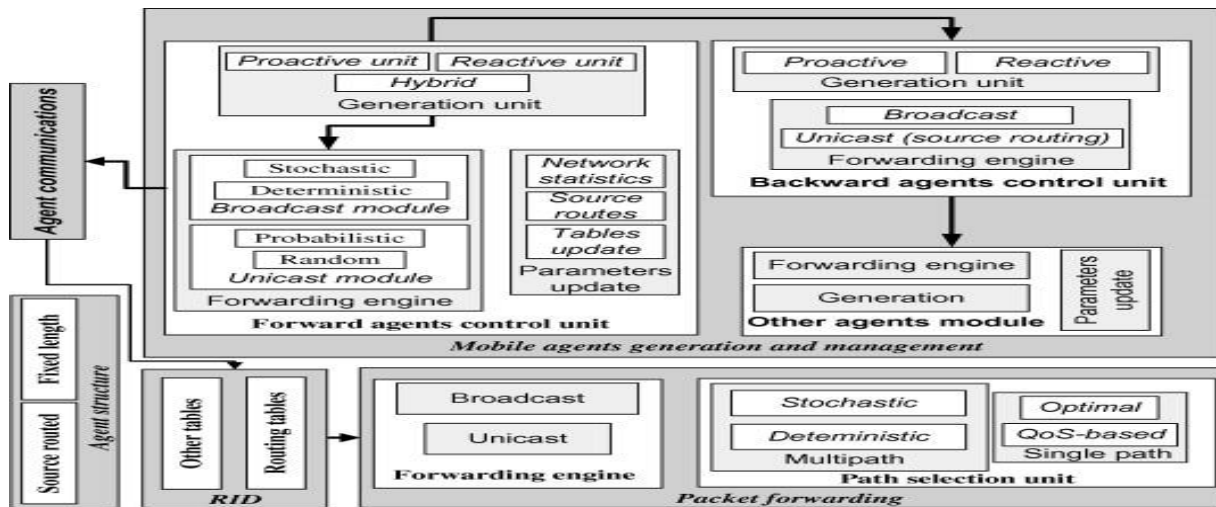 Proactive unit
Reactive unit
Hybrid
Generation unit
Stochastic
Deterministic
Broadcast module
Probabilistic
Random
Unicast module
Forwarding engine
Network
statistics
Source
routes
Tables
update
Parameters
update
Forward agents control unit
Proactive
Reactive
Generation unit
Broadcast
Unicast (source routing)
Forwarding engine
Backward agents control unit
Forwarding engine
Generation
Other agents module
Parameters
update
Mobile agents generation and management
Agent communications
Fixed length
Source routed
Agent structure
Other tables
Routing tables
RID
Broadcast
Unicast
Forwarding engine
Stochastic
Deteministic
Multipath
Optimal
QoS-based
Single path
Path selection unit
Packet forwarding